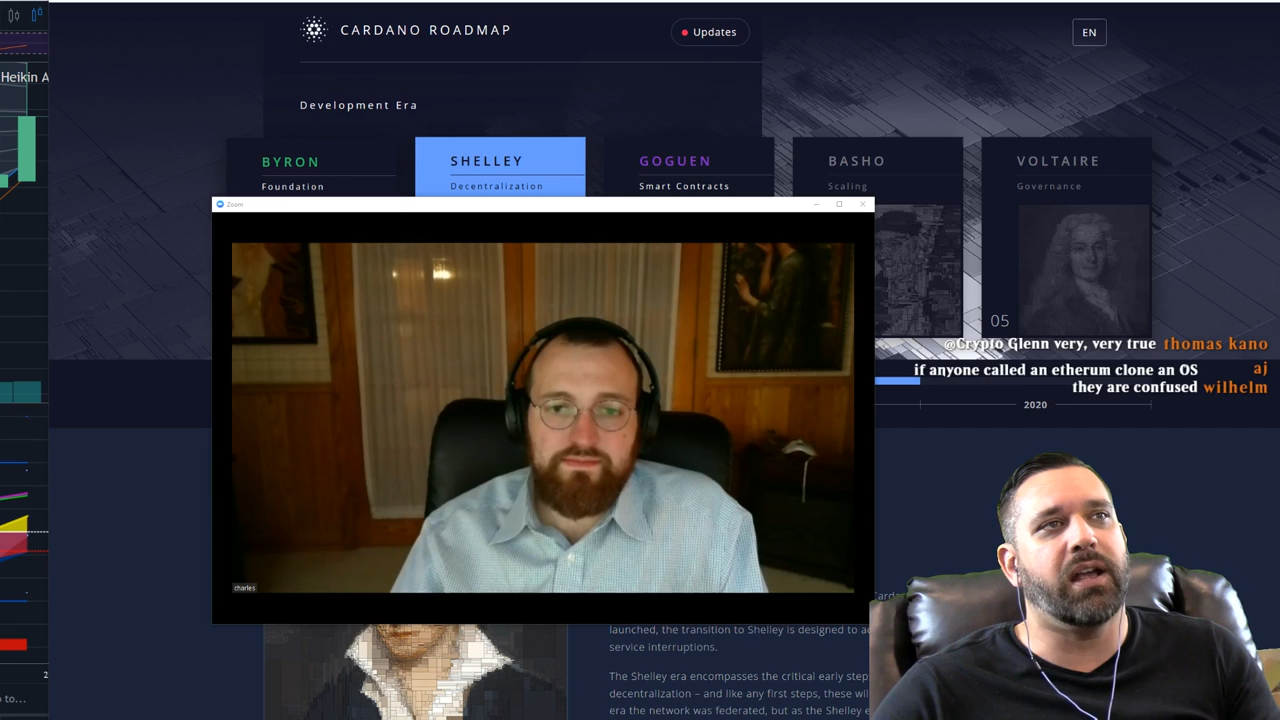 CARDANO ROADMAP
Updates
EN
Heikin A
Development Era
BYRON
Foundation
SHELLEY
Decentralization
GOGUEN
Smart Contracts
BASHO
Scaling
VOLTAIRE
Governance
Zoom
05
@Crypto Glenn very, very true thomas kano
if anyone called an etherum clone an OS aj
they are confused wilhelm
2020
charles
launched, the transition to Shelley is designed to
service interruptions.
The Shelley era encompasses the critical early step
decentralization – and like any first steps, these
era the network was federated, but as the Shelley
2
to...